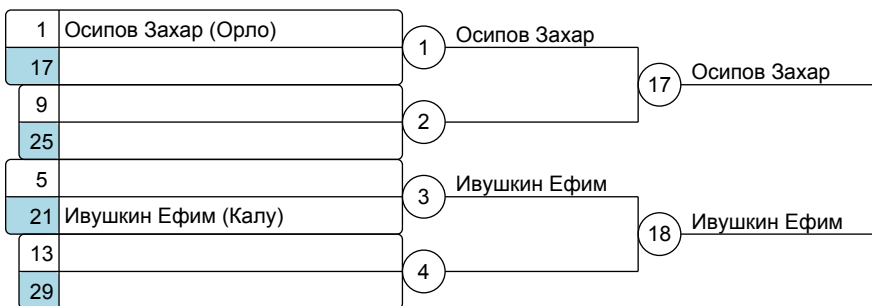 1 Осипов Захар (Орло)
1 Осипов Захар
17
17 Осипов Захар
9
2
25
5
3 Ивушкин Ефим
21 Ивушкин Ефим (Калу)
18 Ивушкин Ефим
13
4
29